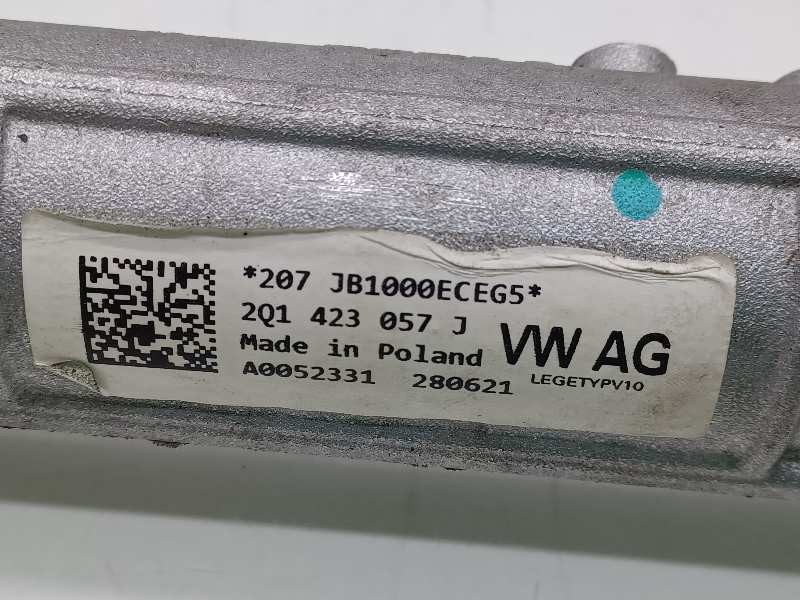 *207 JB1000ECEG5*
2Q1 423 057 J
Made in Poland
A0052331 280621
VW AG
LEGETYPV10